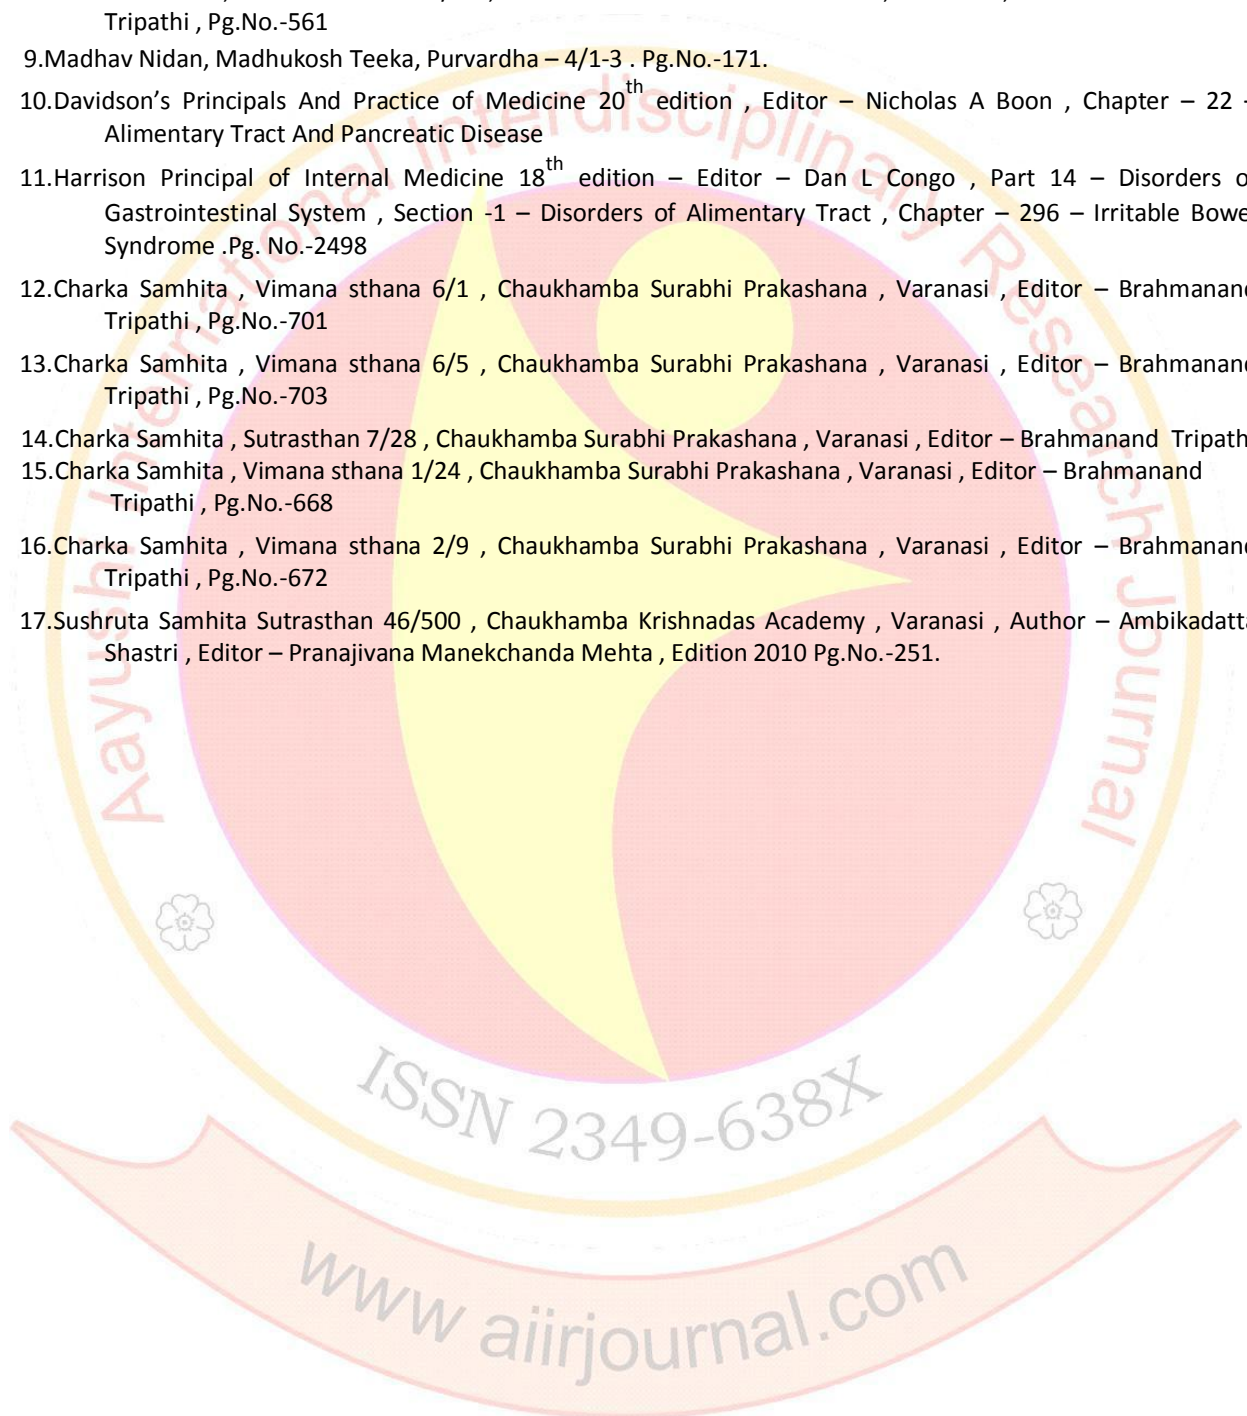 Tripathi , Pg.No.-561
9.Madhav Nidan, Madhukosh Teeka, Purvardha – 4/1-3 . Pg.No.-171.
10.Davidson’s Principals And Practice of Medicine 20th edition , Editor – Nicholas A Boon , Chapter – 22 -
Alimentary Tract And Pancreatic Disease
11.Harrison Principal of Internal Medicine 18th edition – Editor – Dan L Congo , Part 14 – Disorders o
Gastrointestinal System , Section -1 – Disorders of Alimentary Tract , Chapter – 296 – Irritable Bowe
Syndrome .Pg. No.-2498
12.Charka Samhita , Vimana sthana 6/1 , Chaukhamba Surabhi Prakashana , Varanasi , Editor – Brahmanand
Tripathi , Pg.No.-701
13.Charka Samhita , Vimana sthana 6/5 , Chaukhamba Surabhi Prakashana , Varanasi , Editor – Brahmanand
Tripathi , Pg.No.-703
14.Charka Samhita , Sutrasthan 7/28 , Chaukhamba Surabhi Prakashana , Varanasi , Editor – Brahmanand Tripath
15.Charka Samhita , Vimana sthana 1/24 , Chaukhamba Surabhi Prakashana , Varanasi , Editor – Brahmanand
Tripathi , Pg.No.-668
16.Charka Samhita , Vimana sthana 2/9 , Chaukhamba Surabhi Prakashana , Varanasi , Editor – Brahmanand
Tripathi , Pg.No.-672
17.Sushruta Samhita Sutrasthan 46/500 , Chaukhamba Krishnadas Academy , Varanasi , Author – Ambikadatta
Shastri , Editor – Pranajivana Manekchanda Mehta , Edition 2010 Pg.No.-251.
Aayushi International Interdisciplinary Research Journal
ISSN 2349-638X
www aiirjournal.com